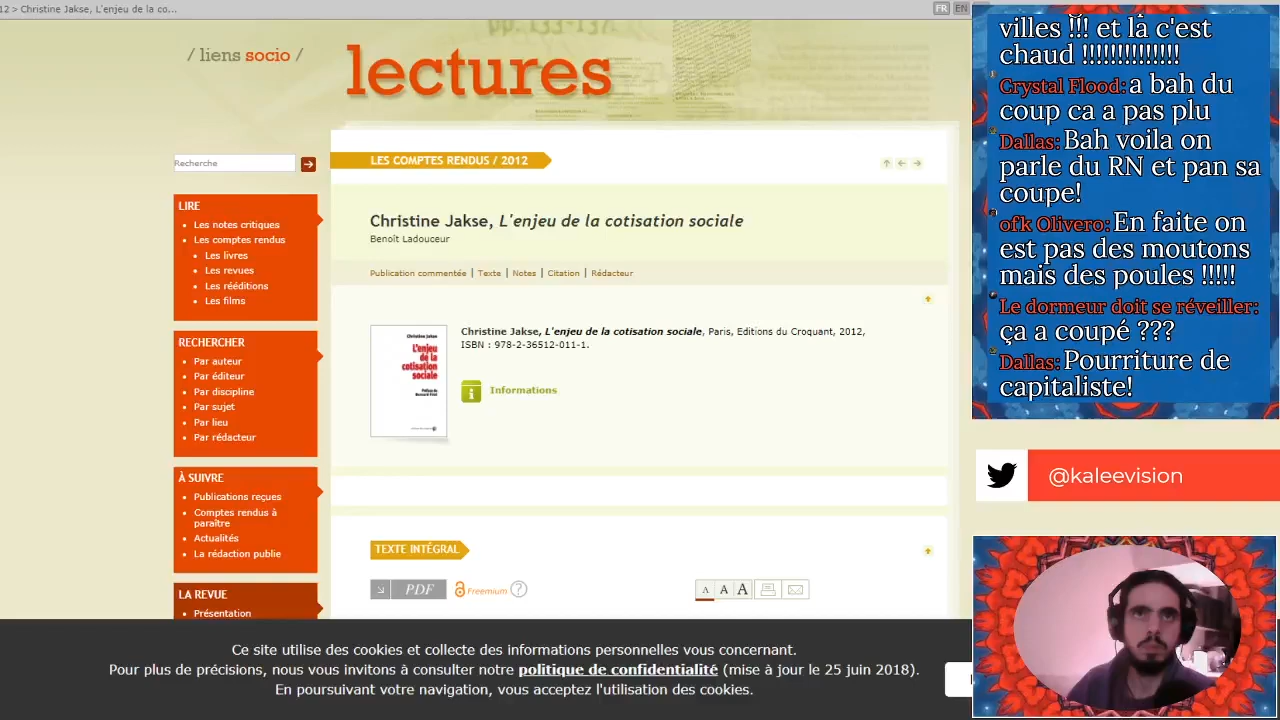 12 > Christine Jakse, L'enjeu de la co...
FR EN
/ liens socio /
lectures
Recherche
LIRE
Les notes critiques
Les comptes rendus
Les livres
Les revues
Les rééditions
Les films
RECHERCHER
Par auteur
Par éditeur
Par discipline
Par sujet
Par lieu
Par rédacteur
À SUIVRE
Publications reçues
Comptes rendus à
paraître
Actualités
La rédaction publie
LA REVUE
Présentation
LES COMPTES RENDUS / 2012
Christine Jakse, L'enjeu de la cotisation sociale
Benoît Ladouceur
Publication commentée | Texte | Notes | Citation | Rédacteur
Christine Jakse
L'enjeu
de la
cotisation
sociale
Christine Jakse, L'enjeu de la cotisation sociale, Paris, Editions du Croquant, 2012,
ISBN : 978-2-36512-011-1.
Informations
TEXTE INTÉGRAL
PDF
Freemium ?
A A A
Ce site utilise des cookies et collecte des informations personnelles vous concernant.
Pour plus de précisions, nous vous invitons à consulter notre politique de confidentialité (mise à jour le 25 juin 2018).
En poursuivant votre navigation, vous acceptez l'utilisation des cookies.
villes !!! et là c'est
chaud !!!!!!!!!!!!!!
Crystal Flood: a bah du
coup ca a pas plu
Dallas: Bah voila on
parle du RN et pan sa
coupe!
ofk Olivero: En faite on
est pas des moutons
mais des poules !!!!!
Le dormeur doit se réveiller:
ça a coupé ???
Dallas: Pourriture de
capitaliste!
@kaleevision